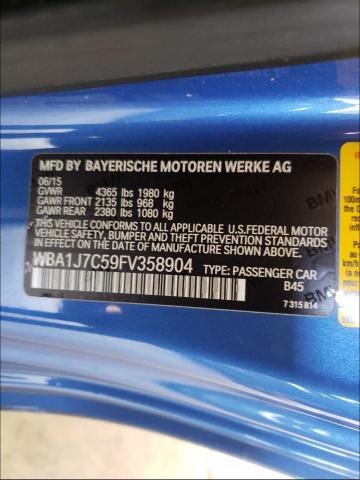 MFD BY BAYERISCHE MOTOREN WERKE AG
06/15
GVWR 4365 lbs 1980 kg
GAWR FRONT 2135 lbs 968 kg
GAWR REAR 2380 lbs 1080 kg
THIS VEHICLE CONFORMS TO ALL APPLICABLE U.S.FEDERAL MOTOR
VEHICLE SAFETY, BUMPER AND THEFT PREVENTION STANDARDS
IN EFFECT ON THE DATE OF MANUFACTURE SHOWN ABOVE.
WBA1J7C59FV358904 TYPE: PASSENGER CAR
B45
7 315 814